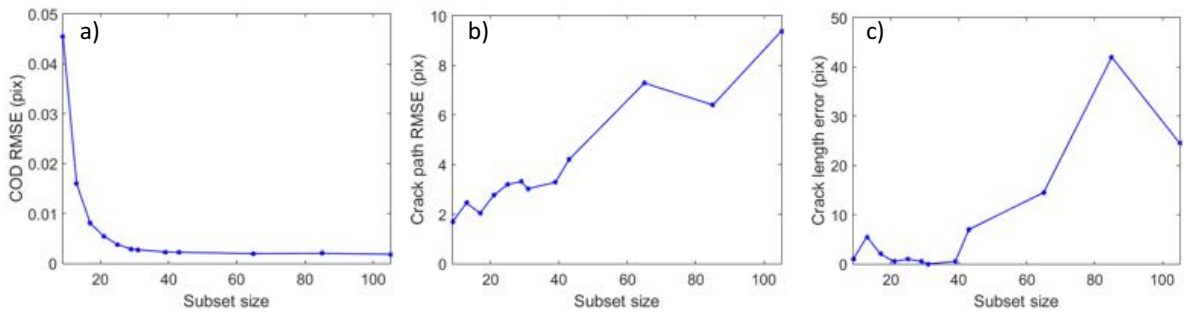 a)
COD RMSE (pix)
0.05
0.04
0.03
0.02
0.01
0
20 40 60 80 100
Subset size
b)
Crack path RMSE (pix)
10
8
6
4
2
0
20 40 60 80 100
Subset size
c)
Crack length error (pix)
50
40
30
20
10
0
20 40 60 80 100
Subset size